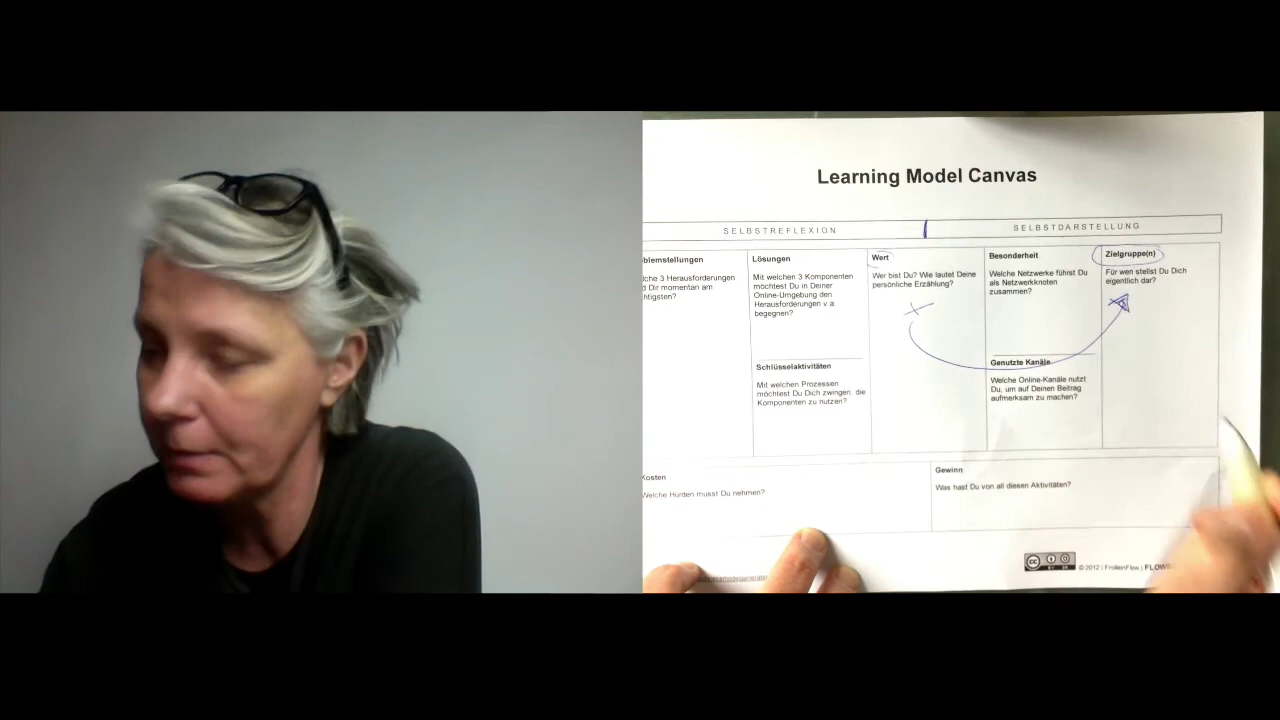 Learning Model Canvas
SELBSTREFLEXION
SELBSTDARSTELLUNG
blemstellungen
lche 3 Herausforderungen
d Dir momentan am
htigsten?
Lösungen
Mit welchen 3 Komponenten
möchtest Du in Deiner
Online-Umgebung den
Herausforderungen v.a.
begegnen?
Schlüsselaktivitäten
Mit welchen Prozessen
möchtest Du Dich zwingen, die
Komponenten zu nutzen?
Wert
Wer bist Du? Wie lautet Deine
persönliche Erzählung?
Besonderheit
Welche Netzwerke führst Du
als Netzwerkknoten
zusammen?
Genutzte Kanäle
Welche Online-Kanäle nutzt
Du, um auf Deinen Beitrag
aufmerksam zu machen?
Zielgruppe(n)
Für wen stellst Du Dich
eigentlich dar?
Kosten
Welche Hürden musst Du nehmen?
Gewinn
Was hast Du von all diesen Aktivitäten?
cc
© 2012 | FrolleinFlow | FLOW